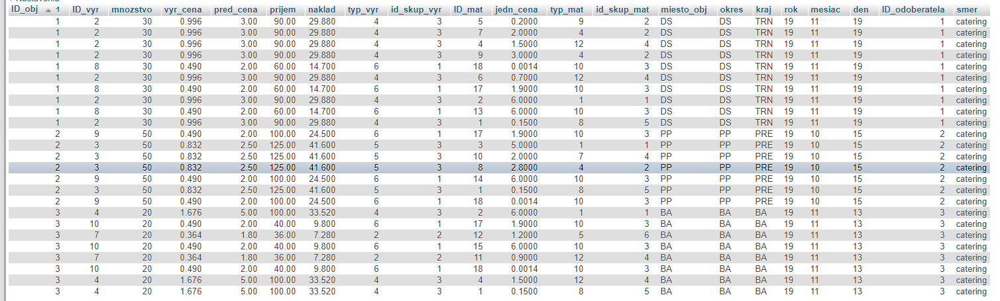 ID_obj 1 ID_vyr mnozstvo vyr_cena pred_cena prijem naklad typ_vyr id_skup_vyr ID_mat jedn_cena typ_mat id_skup_mat miesto_obj okres kraj rok mesiac den ID_odoberatela smer
1 2 30 0.996 3.00 90.00 29.880 4 3 5 0.2000 9 2 DS DS TRN 19 11 19 1 catering
1 2 30 0.996 3.00 90.00 29.880 4 3 7 2.0000 4 2 DS DS TRN 19 11 19 1 catering
1 2 30 0.996 3.00 90.00 29.880 4 3 4 1.5000 12 4 DS DS TRN 19 11 19 1 catering
1 2 30 0.996 3.00 90.00 29.880 4 3 9 3.0000 4 2 DS DS TRN 19 11 19 1 catering
1 8 30 0.490 2.00 60.00 14.700 6 1 18 0.0014 10 3 DS DS TRN 19 11 19 1 catering
1 2 30 0.996 3.00 90.00 29.880 4 3 6 0.7000 12 4 DS DS TRN 19 11 19 1 catering
1 8 30 0.490 2.00 60.00 14.700 6 1 17 1.9000 10 3 DS DS TRN 19 11 19 1 catering
1 2 30 0.996 3.00 90.00 29.880 4 3 2 6.0000 1 1 DS DS TRN 19 11 19 1 catering
1 8 30 0.490 2.00 60.00 14.700 6 1 13 6.0000 10 3 DS DS TRN 19 11 19 1 catering
1 2 30 0.996 3.00 90.00 29.880 4 3 1 0.1500 8 5 DS DS TRN 19 11 19 1 catering
2 9 50 0.490 2.00 100.00 24.500 6 1 17 1.9000 10 3 PP PP PRE 19 10 15 2 catering
2 3 50 0.832 2.50 125.00 41.600 5 3 3 5.0000 1 1 PP PP PRE 19 10 15 2 catering
2 3 50 0.832 2.50 125.00 41.600 5 3 10 2.0000 7 4 PP PP PRE 19 10 15 2 catering
2 3 50 0.832 2.50 125.00 41.600 5 3 8 2.8000 4 2 PP PP PRE 19 10 15 2 catering
2 9 50 0.490 2.00 100.00 24.500 6 1 14 6.0000 10 3 PP PP PRE 19 10 15 2 catering
2 3 50 0.832 2.50 125.00 41.600 5 3 1 0.1500 8 5 PP PP PRE 19 10 15 2 catering
2 9 50 0.490 2.00 100.00 24.500 6 1 18 0.0014 10 3 PP PP PRE 19 10 15 2 catering
3 4 20 1.676 5.00 100.00 33.520 4 3 2 6.0000 1 1 BA BA BA 19 11 13 3 catering
3 10 20 0.490 2.00 40.00 9.800 6 1 17 1.9000 10 3 BA BA BA 19 11 13 3 catering
3 7 20 0.364 1.80 36.00 7.280 2 2 12 1.2000 5 6 BA BA BA 19 11 13 3 catering
3 10 20 0.490 2.00 40.00 9.800 6 1 15 6.0000 10 3 BA BA BA 19 11 13 3 catering
3 7 20 0.364 1.80 36.00 7.280 2 2 11 0.9000 12 4 BA BA BA 19 11 13 3 catering
3 10 20 0.490 2.00 40.00 9.800 6 1 18 0.0014 10 3 BA BA BA 19 11 13 3 catering
3 4 20 1.676 5.00 100.00 33.520 4 3 4 1.5000 12 4 BA BA BA 19 11 13 3 catering
3 4 20 1.676 5.00 100.00 33.520 4 3 1 0.1500 8 5 BA BA BA 19 11 13 3 catering